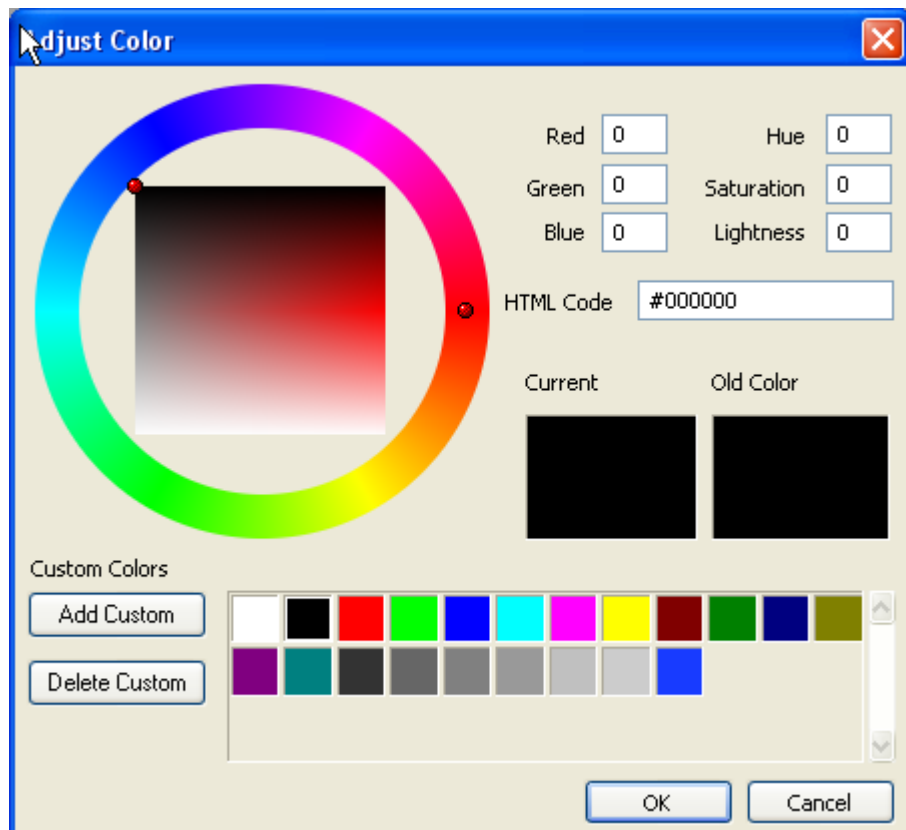 Adjust Color
Red 0 Hue 0
Green 0 Saturation 0
Blue 0 Lightness 0
HTML Code #000000
Current Old Color
Custom Colors
Add Custom
Delete Custom
OK Cancel